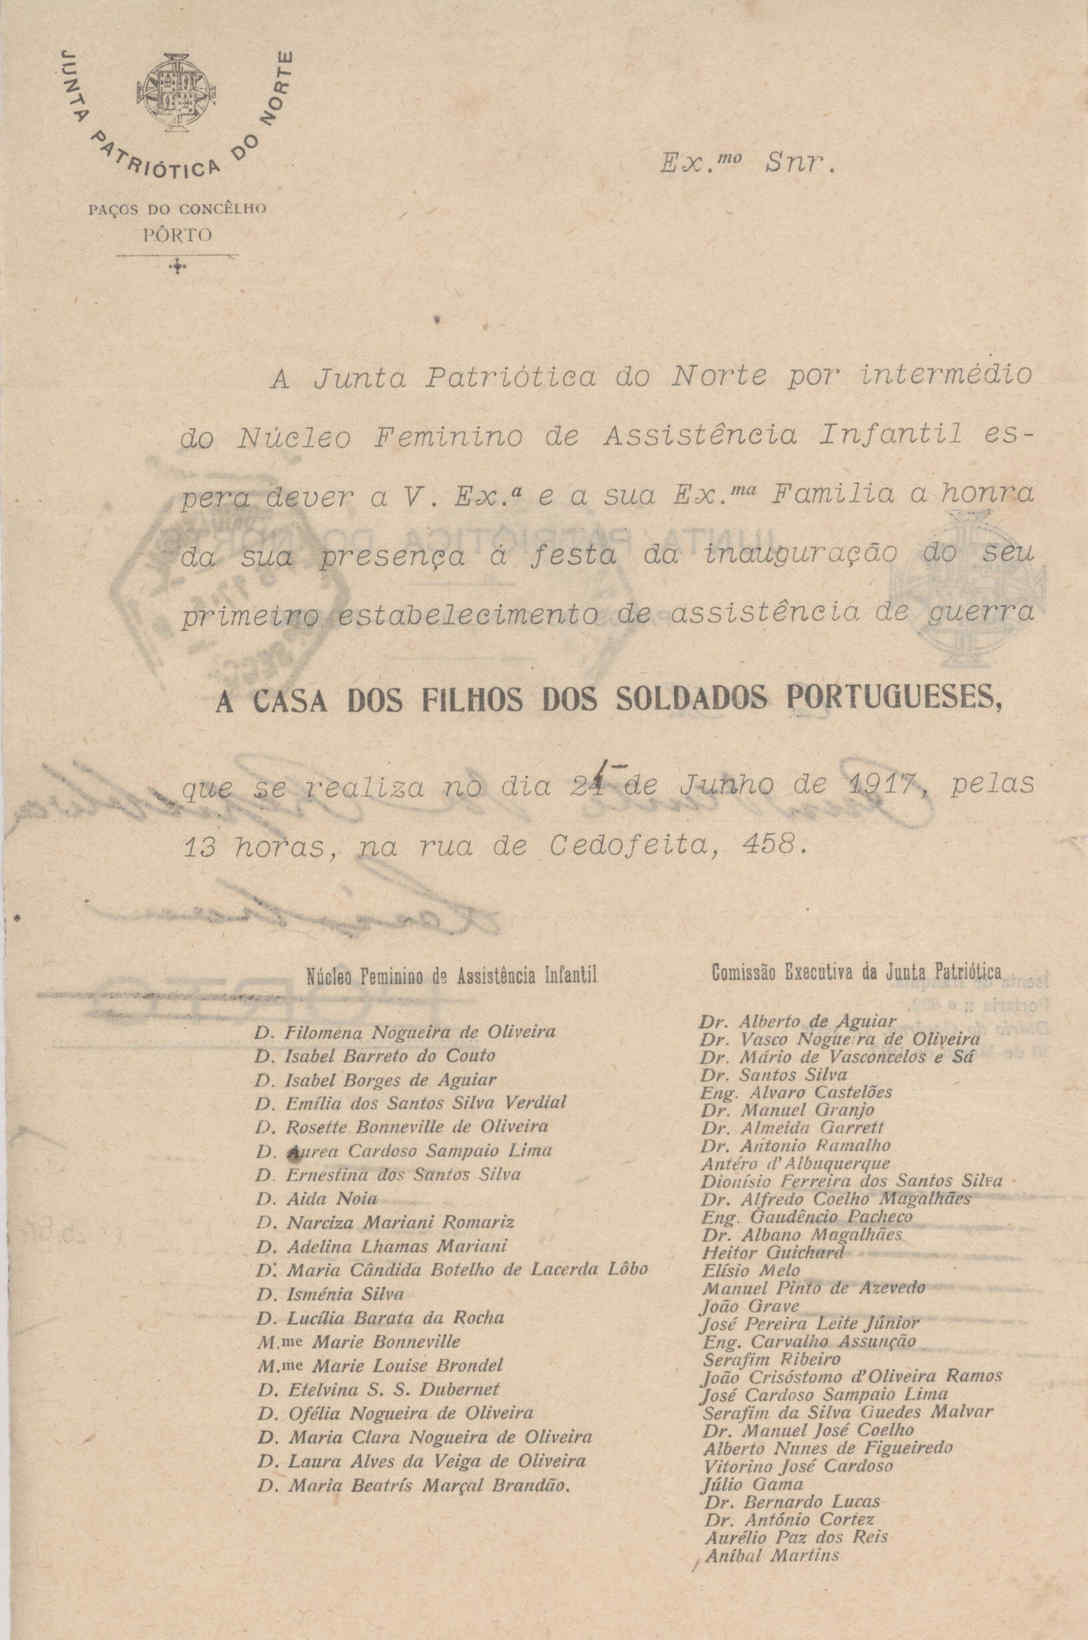 JUNTA PATRIÓTICA DO NORTE
PAÇOS DO CONCÊLHO
PÔRTO
Ex.mo Snr.
A Junta Patriótica do Norte por intermédio
do Núcleo Feminino de Assistência Infantil es-
pera dever a V. Ex.a e a sua Ex.ma Familia a honra
da sua presença á festa da inauguração do seu
primeiro estabelecimento de assistência de guerra
A CASA DOS FILHOS DOS SOLDADOS PORTUGUESES,
que se realiza no dia de Junho de 1917, pelas
13 horas, na rua de Cedofeita, 458.
Núcleo Feminino de Assistência Infantil
D. Filomena Nogueira de Oliveira
D. Isabel Barreto do Couto
D. Isabel Borges de Aguiar
D. Emília dos Santos Silva Verdial
D. Rosette Bonneville de Oliveira
D. Aurea Cardoso Sampaio Lima
D. Ernestina dos Santos Silva
D. Aida Noia
D. Narciza Mariani Romariz
D. Adelina Lhamas Mariani
D. Maria Cândida Botelho de Lacerda Lôbo
D. Isménia Silva
D. Lucília Barata da Rocha
M.me Marie Bonneville
M.me Marie Louise Brondel
D. Etelvina S. S. Dubernet
D. Ofélia Nogueira de Oliveira
D. Maria Clara Nogueira de Oliveira
D. Laura Alves da Veiga de Oliveira
D. Maria Beatrís Marçal Brandão.
Comissão Executiva da Junta Patriótica
Dr. Alberto de Aguiar
Dr. Vasco Nogueira de Oliveira
Dr. Mário de Vasconcelos e Sá
Dr. Santos Silva
Eng. Alvaro Castelões
Dr. Manuel Granjo
Dr. Almeida Garrett
Dr. Antonio Ramalho
Antéro d'Albuquerque
Dionísio Ferreira dos Santos Silva
Dr. Alfredo Coelho Magalhães
Eng. Gaudêncio Pacheco
Dr. Albano Magalhães
Heitor Guichard
Elísio Melo
Manuel Pinto de Azevedo
João Grave
José Pereira Leite Júnior
Eng. Carvalho Assunção
Serafim Ribeiro
João Crisóstomo d'Oliveira Ramos
José Cardoso Sampaio Lima
Serafim da Silva Guedes Malvar
Dr. Manuel José Coelho
Alberto Nunes de Figueiredo
Vitorino José Cardoso
Júlio Gama
Dr. Bernardo Lucas
Dr. António Cortez
Aurélio Paz dos Reis
Aníbal Martins